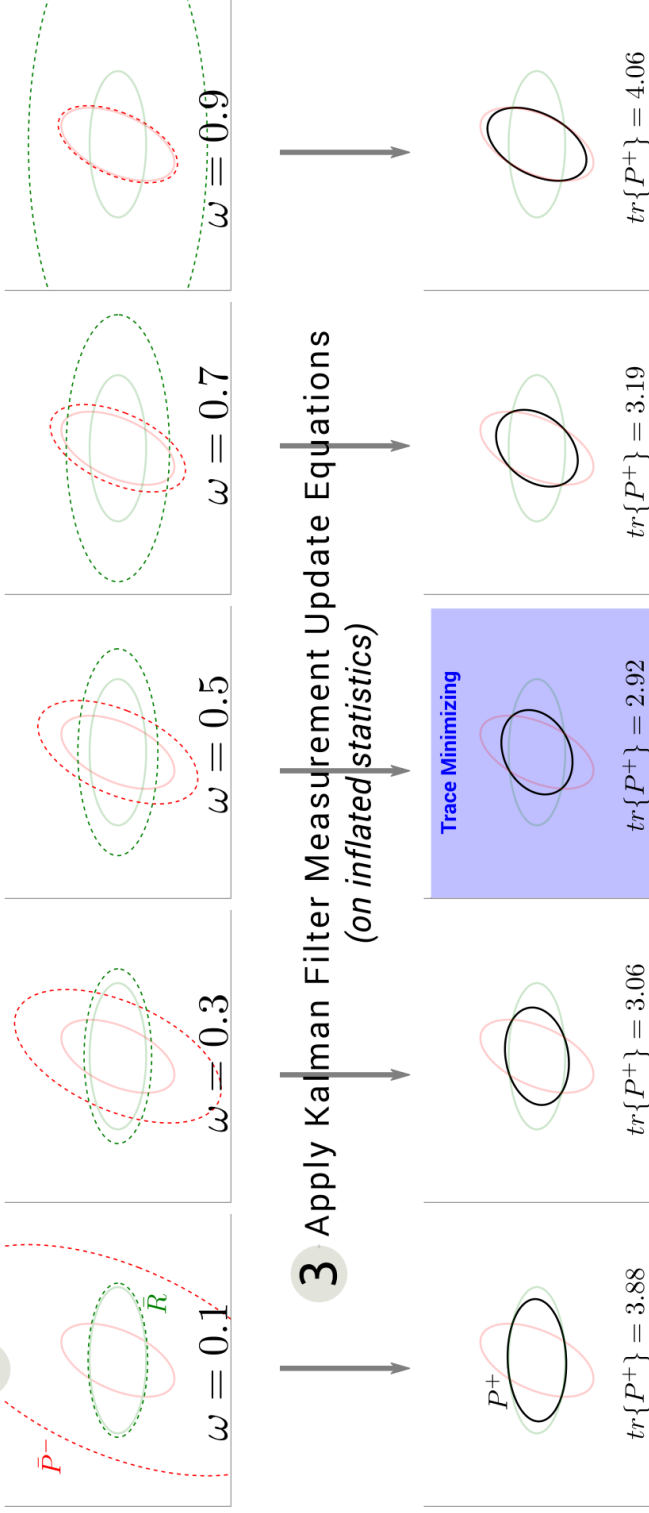 P̄⁻
R̄
ω = 0.1
ω = 0.3
ω = 0.5
ω = 0.7
ω = 0.9
3 Apply Kalman Filter Measurement Update Equations
(on inflated statistics)
P⁺
Trace Minimizing
tr{P⁺} = 3.88
tr{P⁺} = 3.06
tr{P⁺} = 2.92
tr{P⁺} = 3.19
tr{P⁺} = 4.06